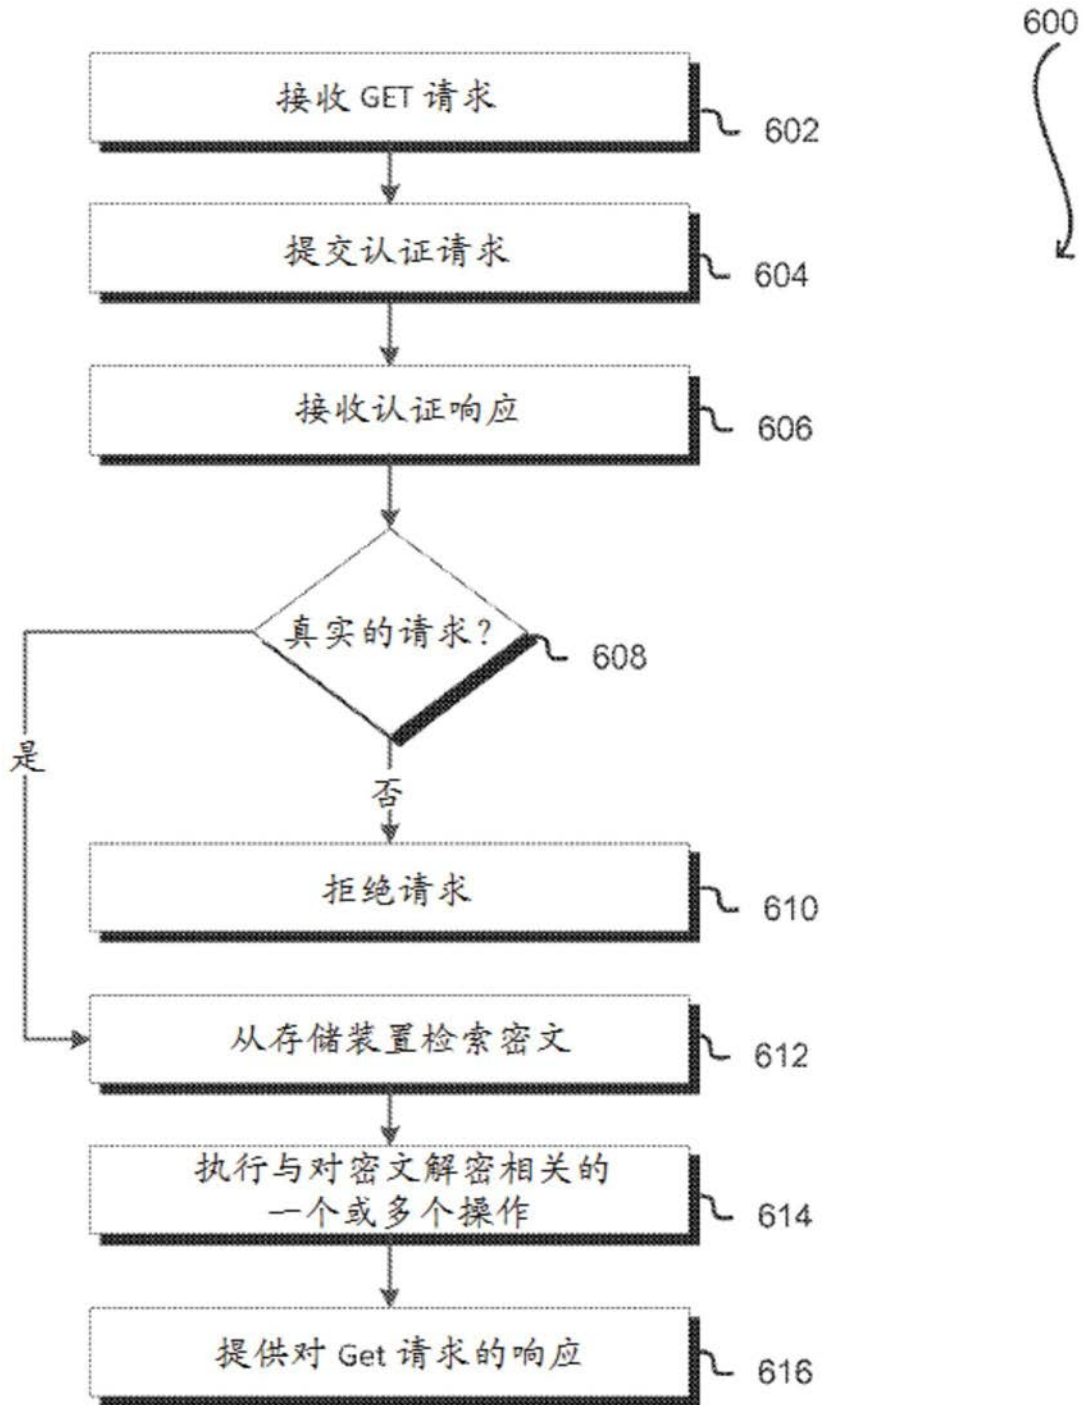 600
接收 GET 请求
602
提交认证请求
604
接收认证响应
606
真实的请求?
608
是
否
拒绝请求
610
从存储装置检索密文
612
执行与对密文解密相关的
一个或多个操作
614
提供对 Get 请求的响应
616